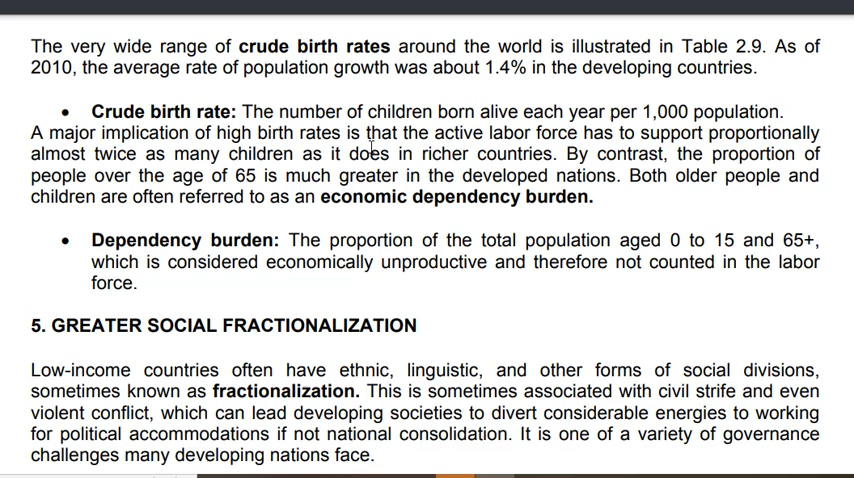 The very wide range of crude birth rates around the world is illustrated in Table 2.9. As of
2010, the average rate of population growth was about 1.4% in the developing countries.
• Crude birth rate: The number of children born alive each year per 1,000 population.
A major implication of high birth rates is that the active labor force has to support proportionally
almost twice as many children as it does in richer countries. By contrast, the proportion of
people over the age of 65 is much greater in the developed nations. Both older people and
children are often referred to as an economic dependency burden.
• Dependency burden: The proportion of the total population aged 0 to 15 and 65+,
which is considered economically unproductive and therefore not counted in the labor
force.
5. GREATER SOCIAL FRACTIONALIZATION
Low-income countries often have ethnic, linguistic, and other forms of social divisions,
sometimes known as fractionalization. This is sometimes associated with civil strife and even
violent conflict, which can lead developing societies to divert considerable energies to working
for political accommodations if not national consolidation. It is one of a variety of governance
challenges many developing nations face.